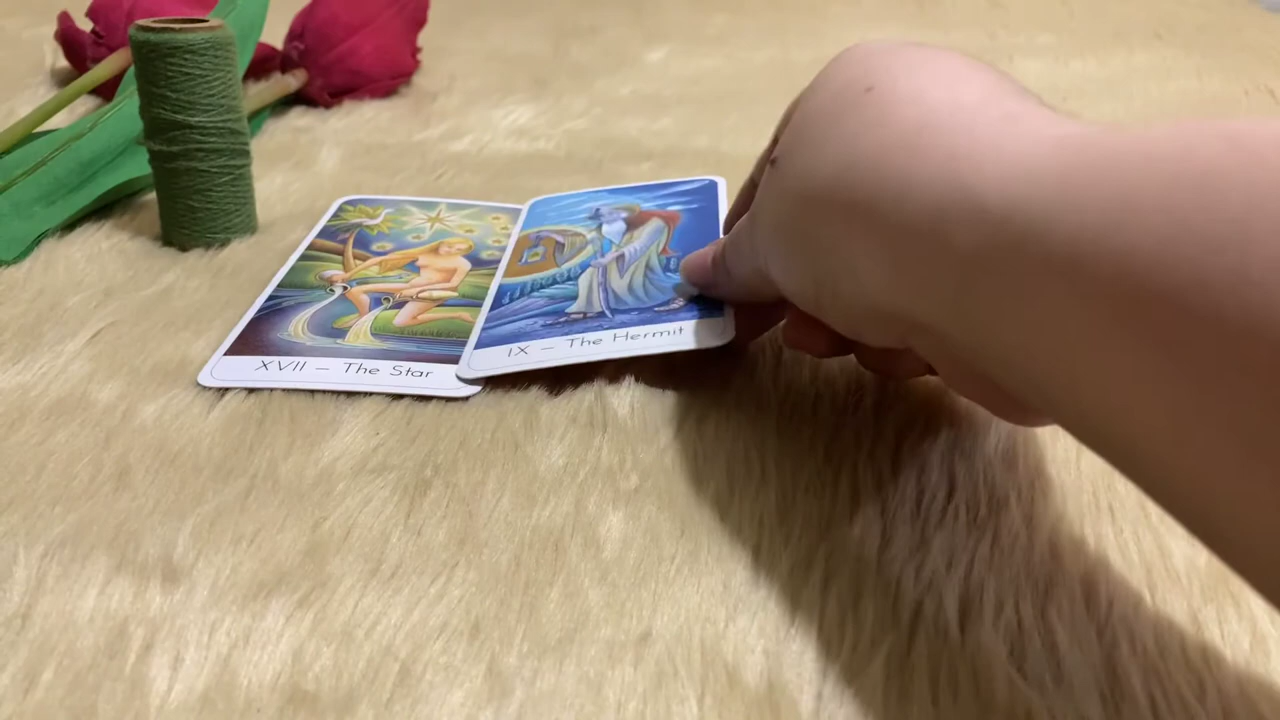 XVII — The Star
IX — The Hermit